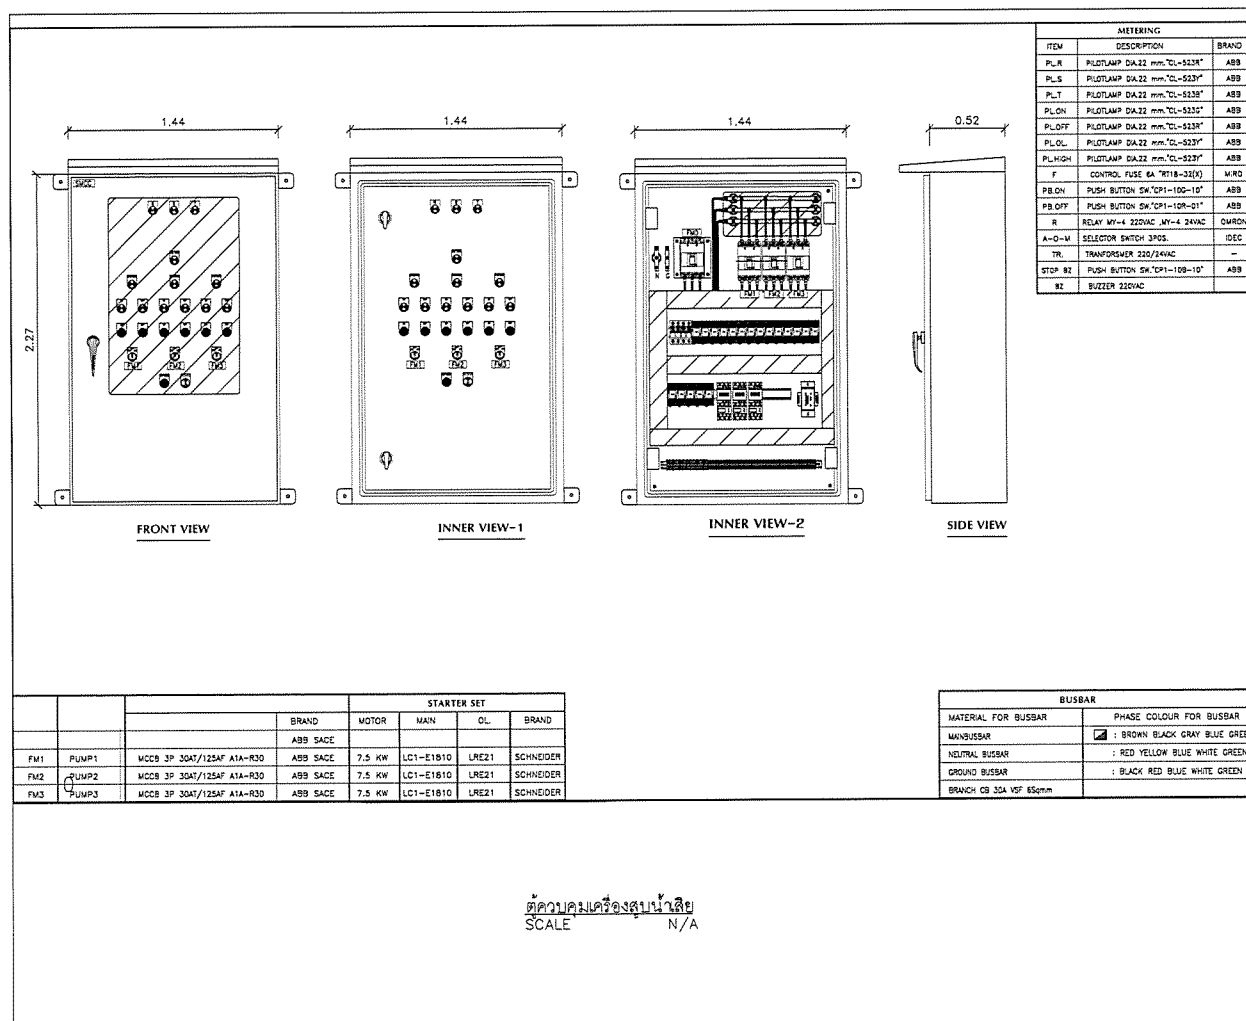 METERING
ITEM DESCRIPTION BRAND
PL.R PILOTLAMP DIA.22 mm."CL-523R" ABB
PL.S PILOTLAMP DIA.22 mm."CL-523Y" ABB
PL.T PILOTLAMP DIA.22 mm."CL-523B" ABB
PL.ON PILOTLAMP DIA.22 mm."CL-523G" ABB
PL.OFF PILOTLAMP DIA.22 mm."CL-523R" ABB
PL.OL. PILOTLAMP DIA.22 mm."CL-523Y" ABB
PL.HIGH PILOTLAMP DIA.22 mm."CL-523Y" ABB
F CONTROL FUSE 6A "RT18-32(X) MIRO
PB.ON PUSH BUTTON SW."CP1-10G-10" ABB
PB.OFF PUSH BUTTON SW."CP1-10R-01" ABB
R RELAY MY-4 220VAC ,MY-4 24VAC OMRON
A-O-M SELECTOR SWITCH 3POS. IDEC
TR. TRANFORSMER 220/24VAC -
STOP BZ PUSH BUTTON SW."CP1-10B-10" ABB
BZ BUZZER 220VAC
1.44 1.44 1.44 0.52
2.27
SMCC
FM1 FM2 FM3
FM1 FM2 FM3
FM1 FM2 FM3
FRONT VIEW
INNER VIEW-1
INNER VIEW-2
SIDE VIEW
STARTER SET
BRAND MOTOR MAIN OL. BRAND
ABB SACE
FM1 PUMP1 MCCB 3P 30AT/125AF A1A-R30 ABB SACE 7.5 KW LC1-E1810 LRE21 SCHNEIDER
FM2 PUMP2 MCCB 3P 30AT/125AF A1A-R30 ABB SACE 7.5 KW LC1-E1810 LRE21 SCHNEIDER
FM3 PUMP3 MCCB 3P 30AT/125AF A1A-R30 ABB SACE 7.5 KW LC1-E1810 LRE21 SCHNEIDER
BUSBAR
MATERIAL FOR BUSBAR PHASE COLOUR FOR BUSBAR
MAINBUSBAR : BROWN BLACK GRAY BLUE GREE
NEUTRAL BUSBAR : RED YELLOW BLUE WHITE GREEN
GROUND BUSBAR : BLACK RED BLUE WHITE GREEN
BRANCH CB 30A VSF 6Sqmm
ตู้ควบคุมเครื่องสูบน้ำเสีย
SCALE N/A